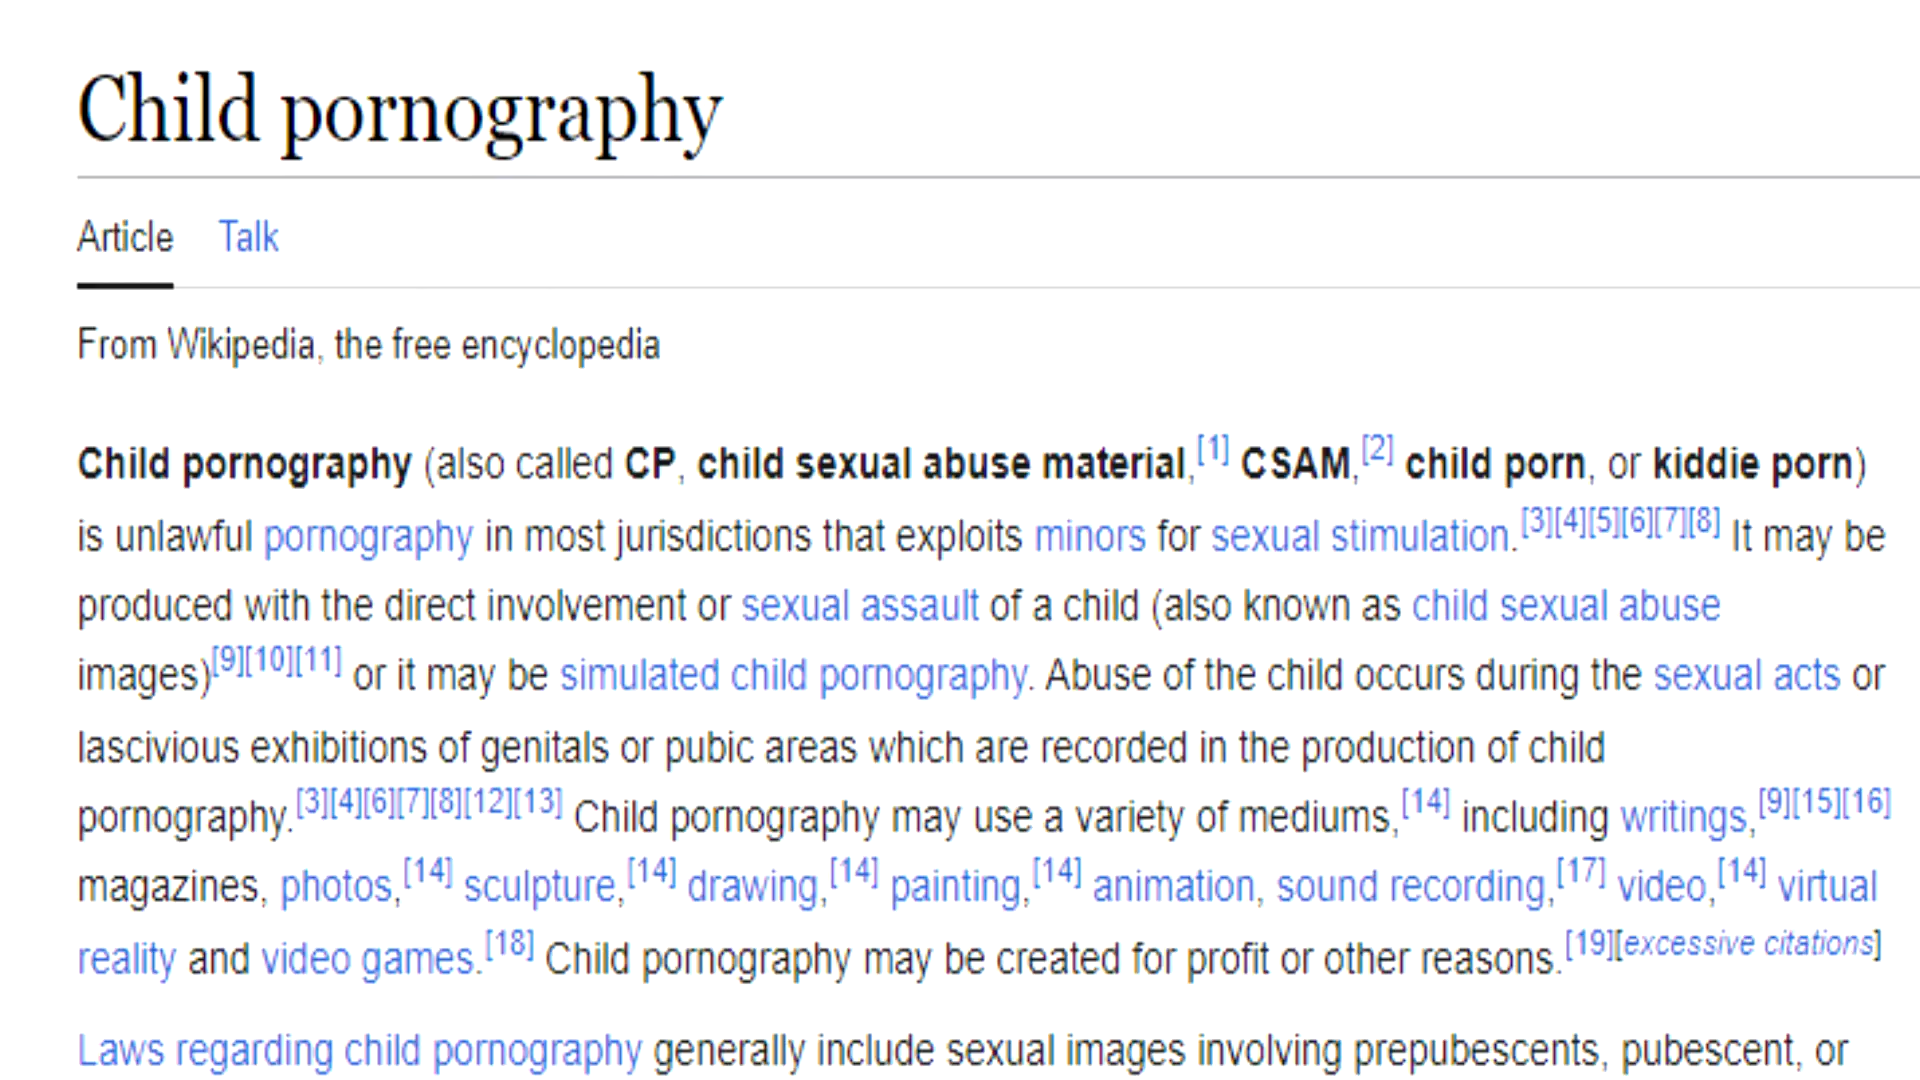 Child pornography
Article Talk
From Wikipedia, the free encyclopedia
Child pornography (also called CP, child sexual abuse material,[1] CSAM,[2] child porn, or kiddie porn)
is unlawful pornography in most jurisdictions that exploits minors for sexual stimulation.[3][4][5][6][7][8] It may be
produced with the direct involvement or sexual assault of a child (also known as child sexual abuse
images)[9][10][11] or it may be simulated child pornography. Abuse of the child occurs during the sexual acts or
lascivious exhibitions of genitals or pubic areas which are recorded in the production of child
pornography.[3][4][6][7][8][12][13] Child pornography may use a variety of mediums,[14] including writings,[9][15][16]
magazines, photos,[14] sculpture,[14] drawing,[14] painting,[14] animation, sound recording,[17] video,[14] virtual
reality and video games.[18] Child pornography may be created for profit or other reasons.[19][excessive citations]
Laws regarding child pornography generally include sexual images involving prepubescents, pubescent, or